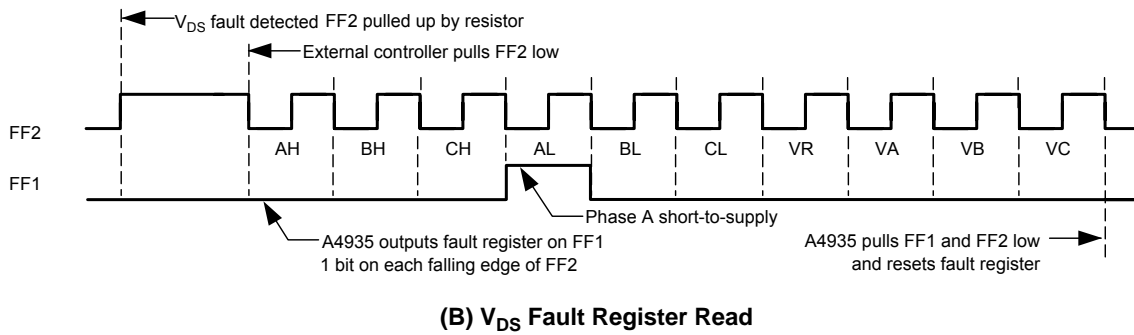 V_DS fault detected FF2 pulled up by resistor
External controller pulls FF2 low
FF2
AH BH CH AL BL CL VR VA VB VC
FF1
Phase A short-to-supply
A4935 outputs fault register on FF1
1 bit on each falling edge of FF2
A4935 pulls FF1 and FF2 low
and resets fault register
(B) V_DS Fault Register Read